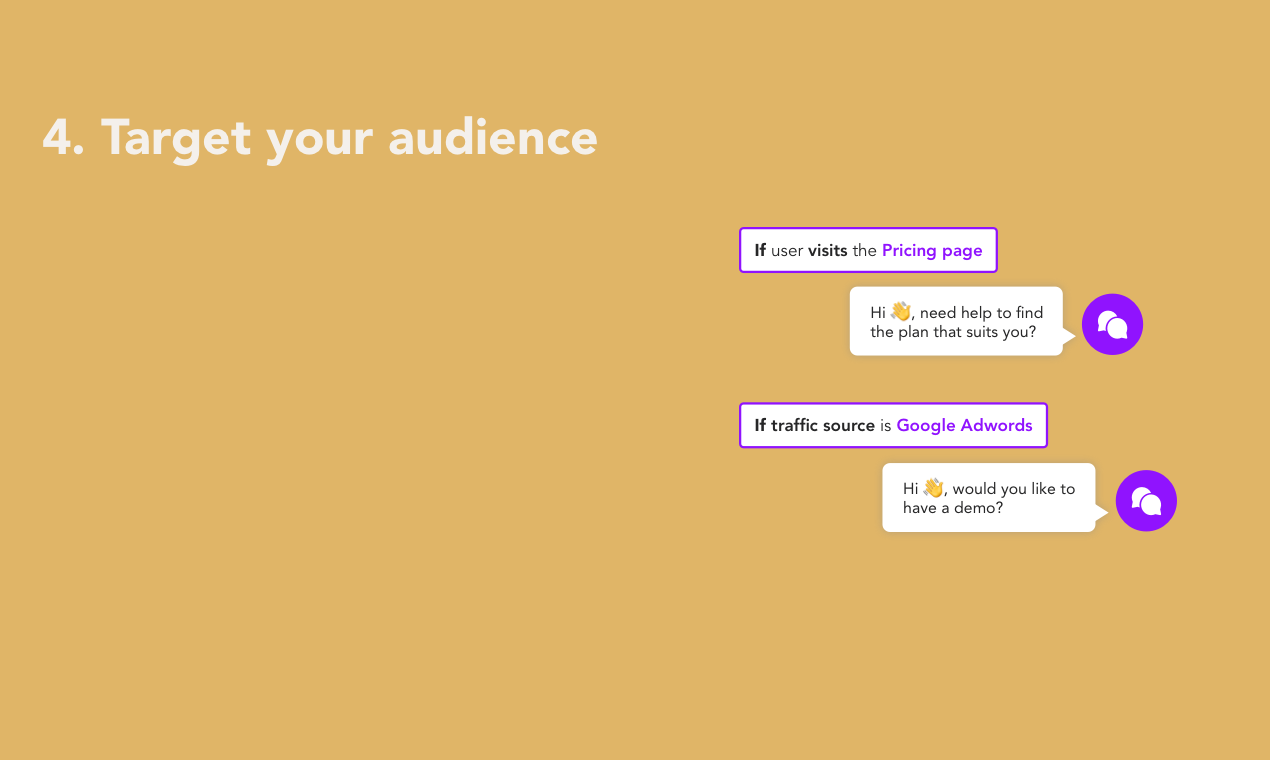 4. Target your audience
If user visits the Pricing page
Hi 👋, need help to find
the plan that suits you?
If traffic source is Google Adwords
Hi 👋, would you like to
have a demo?